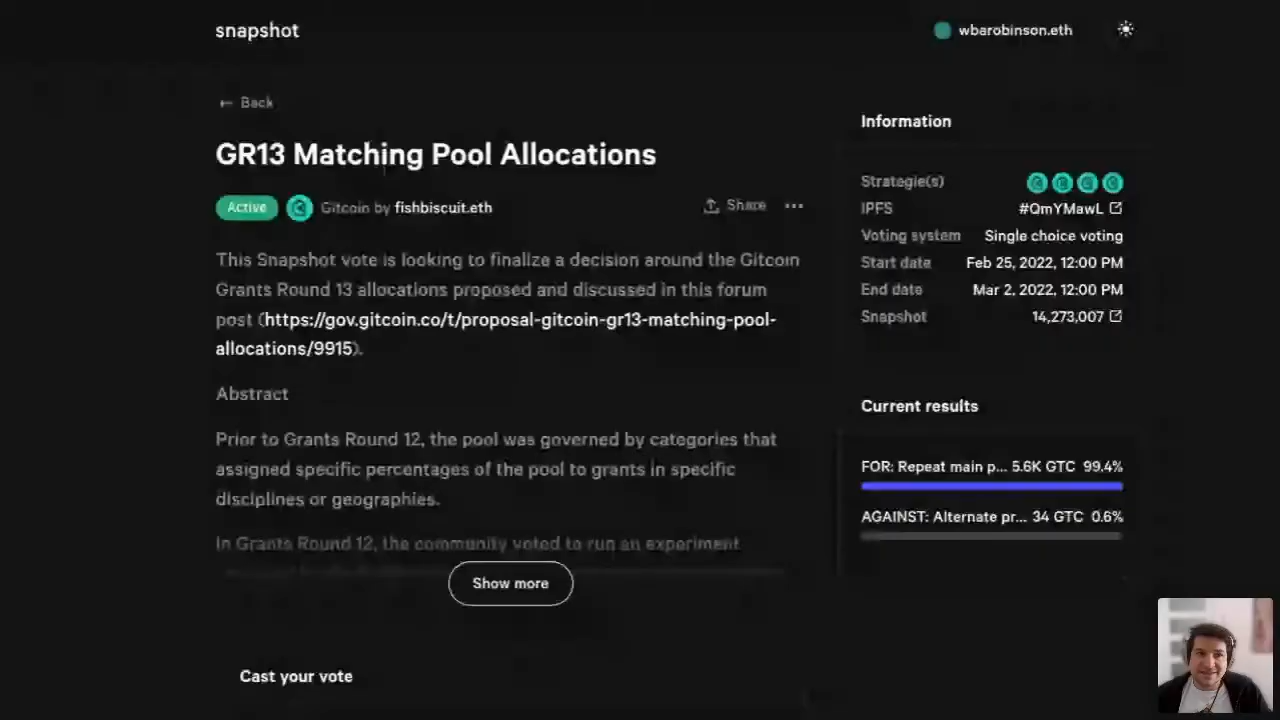 snapshot
wbarobinson.eth
← Back
GR13 Matching Pool Allocations
Active Gitcoin by fishbiscuit.eth Share ...
This Snapshot vote is looking to finalize a decision around the Gitcoin
Grants Round 13 allocations proposed and discussed in this forum
post (https://gov.gitcoin.co/t/proposal-gitcoin-gr13-matching-pool-
allocations/9915).
Abstract
Prior to Grants Round 12, the pool was governed by categories that
assigned specific percentages of the pool to grants in specific
disciplines or geographies.
In Grants Round 12, the community voted to run an experiment
Show more
Cast your vote
Information
Strategie(s)
IPFS #QmYMawL
Voting system Single choice voting
Start date Feb 25, 2022, 12:00 PM
End date Mar 2, 2022, 12:00 PM
Snapshot 14,273,007
Current results
FOR: Repeat main p... 5.6K GTC 99.4%
AGAINST: Alternate pr... 34 GTC 0.6%